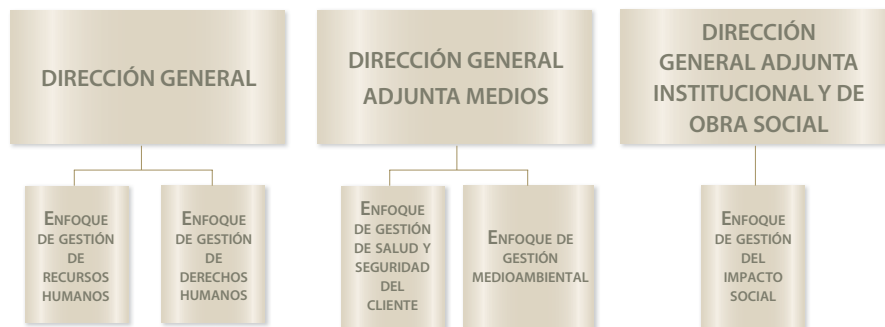 DIRECCIÓN GENERAL
DIRECCIÓN GENERAL
ADJUNTA MEDIOS
DIRECCIÓN
GENERAL ADJUNTA
INSTITUCIONAL Y DE
OBRA SOCIAL
ENFOQUE
DE GESTIÓN
DE
RECURSOS
HUMANOS
ENFOQUE
DE GESTIÓN
DE
DERECHOS
HUMANOS
ENFOQUE
DE GESTIÓN
DE SALUD Y
SEGURIDAD
DEL
CLIENTE
ENFOQUE DE
GESTIÓN
MEDIOAMBIENTAL
ENFOQUE
DE GESTIÓN
DEL
IMPACTO
SOCIAL